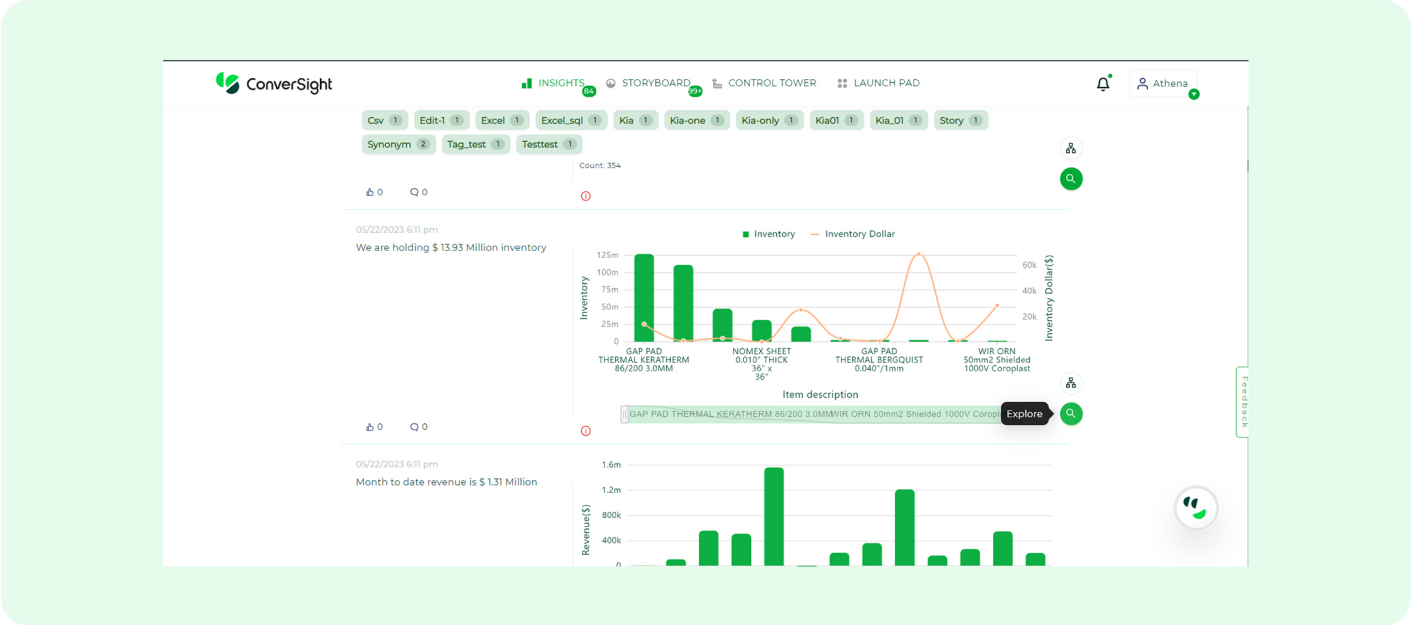 ConverSight
INSIGHTS 84
STORYBOARD 99+
CONTROL TOWER
LAUNCH PAD
Athena
Csv 1 Edit-1 1 Excel 1 Excel_sql 1 Kia 1 Kia-one 1 Kia-only 1 Kia01 1 Kia_01 1 Story 1
Synonym 2 Tag_test 1 Testtest 1
Count: 354
0 0
05/22/2023 6:11 pm
We are holding $ 13.93 Million inventory
Inventory Inventory Dollar
125m
100m
75m
50m
25m
0
Inventory
60k
40k
20k
Inventory Dollar($)
GAP PAD
THERMAL KERATHERM
86/200 3.0MM
NOMEX SHEET
0.010" THICK
36" x
36"
GAP PAD
THERMAL BERGQUIST
0.040"/1mm
WIR ORN
50mm2 Shielded
1000V Coroplast
Item description
GAP PAD THERMAL KERATHERM 86/200 3.0MM WIR ORN 50mm2 Shielded 1000V
Explore
Feedback
0 0
05/22/2023 6:11 pm
Month to date revenue is $ 1.31 Million
1.6m
1.2m
800k
400k
0
Revenue($)